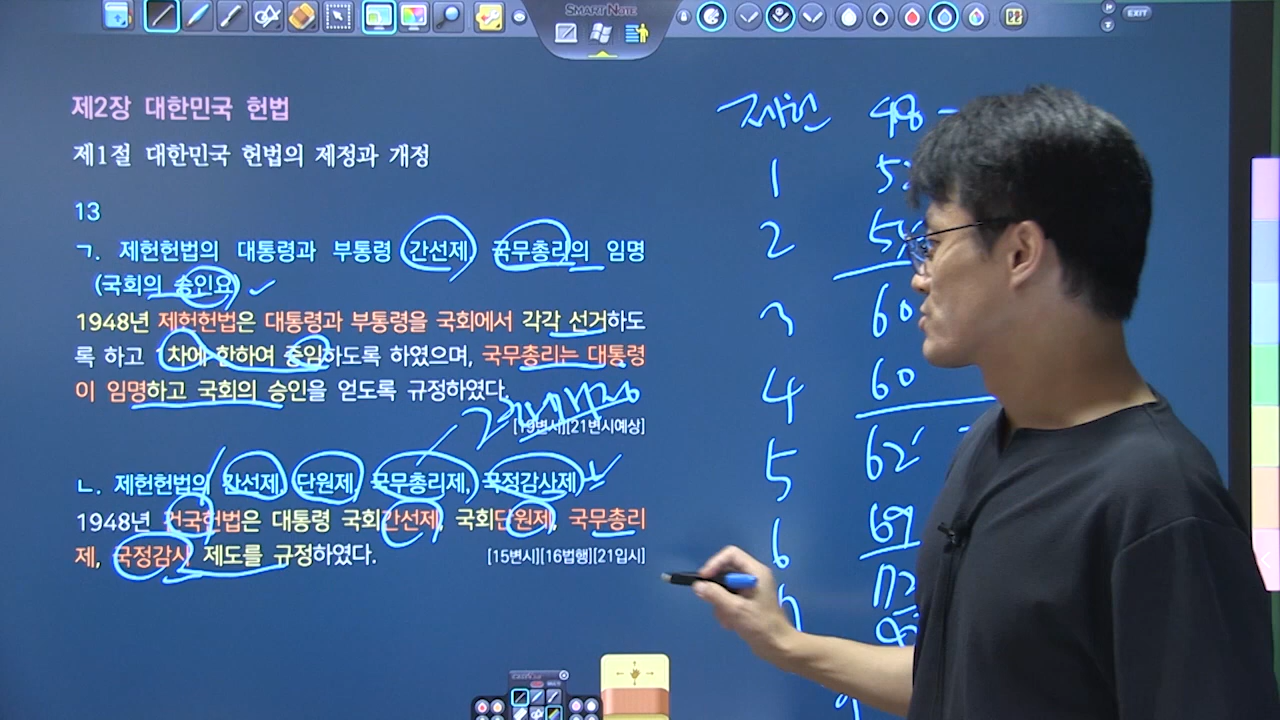 SMART NOTE
EXIT
제2장 대한민국 헌법
제1절 대한민국 헌법의 제정과 개정
13
ㄱ. 제헌헌법의 대통령과 부통령 간선제, 국무총리의 임명
(국회의 승인요)
1948년 제헌헌법은 대통령과 부통령을 국회에서 각각 선거하도
록 하고 1차에 한하여 중임하도록 하였으며, 국무총리는 대통령
이 임명하고 국회의 승인을 얻도록 규정하였다.
[19변시][21변시예상]
ㄴ. 제헌헌법의 간선제, 단원제, 국무총리제, 국정감사제
1948년 건국헌법은 대통령 국회간선제, 국회단원제, 국무총리
제, 국정감사 제도를 규정하였다.
[15변시][16법행][21입시]
제헌 48
1
2
3 60
4 60
5 62
6 69
72